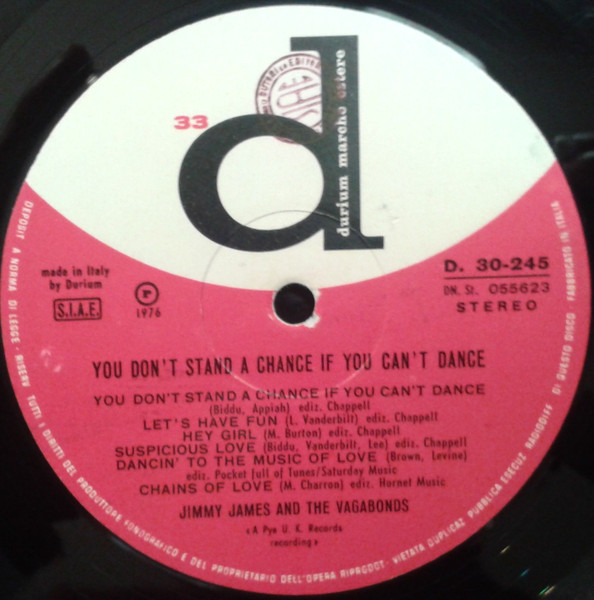 33
d
durium marche estere
made in Italy
by Durium
S.I.A.E.
r
1976
D. 30-245
DN. St. 055623
STEREO
YOU DON'T STAND A CHANCE IF YOU CAN'T DANCE
YOU DON'T STAND A CHANCE IF YOU CAN'T DANCE
(Biddu, Appiah) ediz. Chappell
LET'S HAVE FUN (L. Vanderbilt) ediz. Chappell
HEY GIRL (M. Burton) ediz. Chappell
SUSPICIOUS LOVE (Biddu, Vanderbilt, Lee) ediz. Chappell
DANCIN' TO THE MUSIC OF LOVE (Brown, Levine)
ediz. Pocket full of Tunes/Saturday Music
CHAINS OF LOVE (M. Charron) ediz. Hornet Music
JIMMY JAMES AND THE VAGABONDS
«A Pye U. K. Records
recording»
DEPOSIT A NORMA DI LEGGE - RISERV TUTTI I DIRITTI DEL PRODUTTORE FONOGRAFICO E DEL PROPRIETARIO DELL'OPERA RIPRODOT - VIETATA DUPLICAZ PUBBLICA ESECUZ RADIODIFF DI QUESTO DISCO - FABBRICATO IN ITALIA